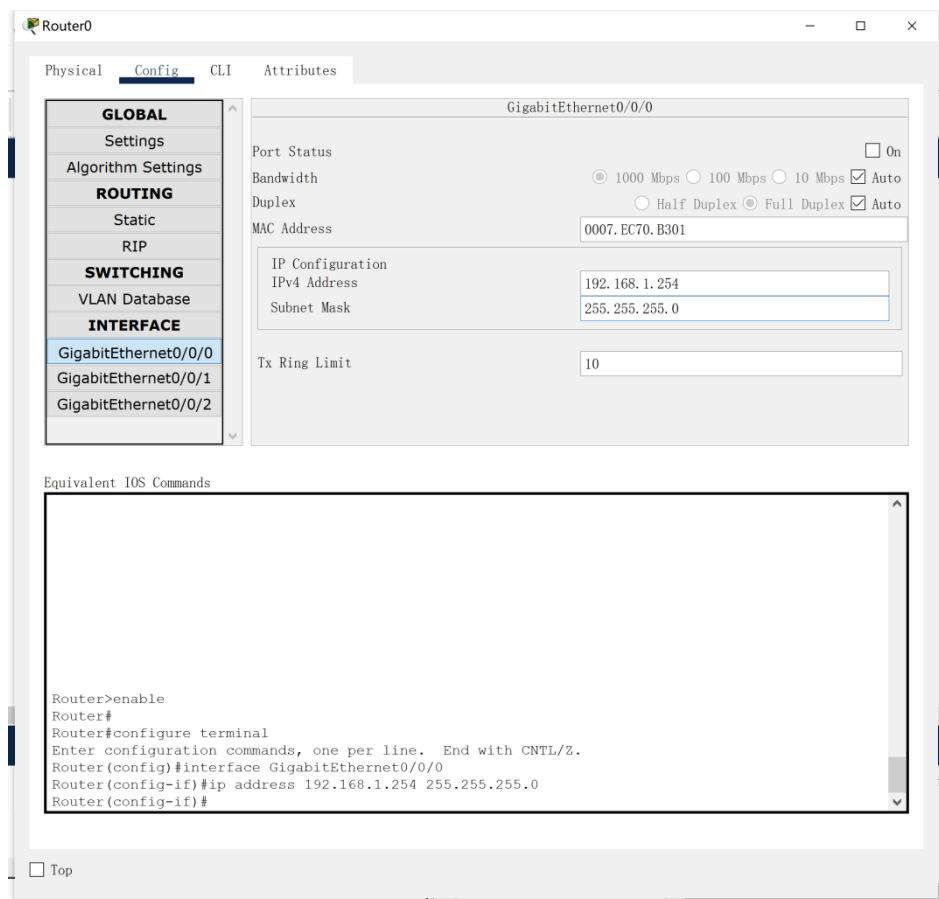 Router0
Physical Config CLI Attributes
GLOBAL
Settings
Algorithm Settings
ROUTING
Static
RIP
SWITCHING
VLAN Database
INTERFACE
GigabitEthernet0/0/0
GigabitEthernet0/0/1
GigabitEthernet0/0/2
GigabitEthernet0/0/0
Port Status On
Bandwidth 1000 Mbps 100 Mbps 10 Mbps Auto
Duplex Half Duplex Full Duplex Auto
MAC Address 0007.EC70.B301
IP Configuration
IPv4 Address 192.168.1.254
Subnet Mask 255.255.255.0
Tx Ring Limit 10
Equivalent IOS Commands
Router>enable
Router#
Router#configure terminal
Enter configuration commands, one per line. End with CNTL/Z.
Router(config)#interface GigabitEthernet0/0/0
Router(config-if)#ip address 192.168.1.254 255.255.255.0
Router(config-if)#
Top